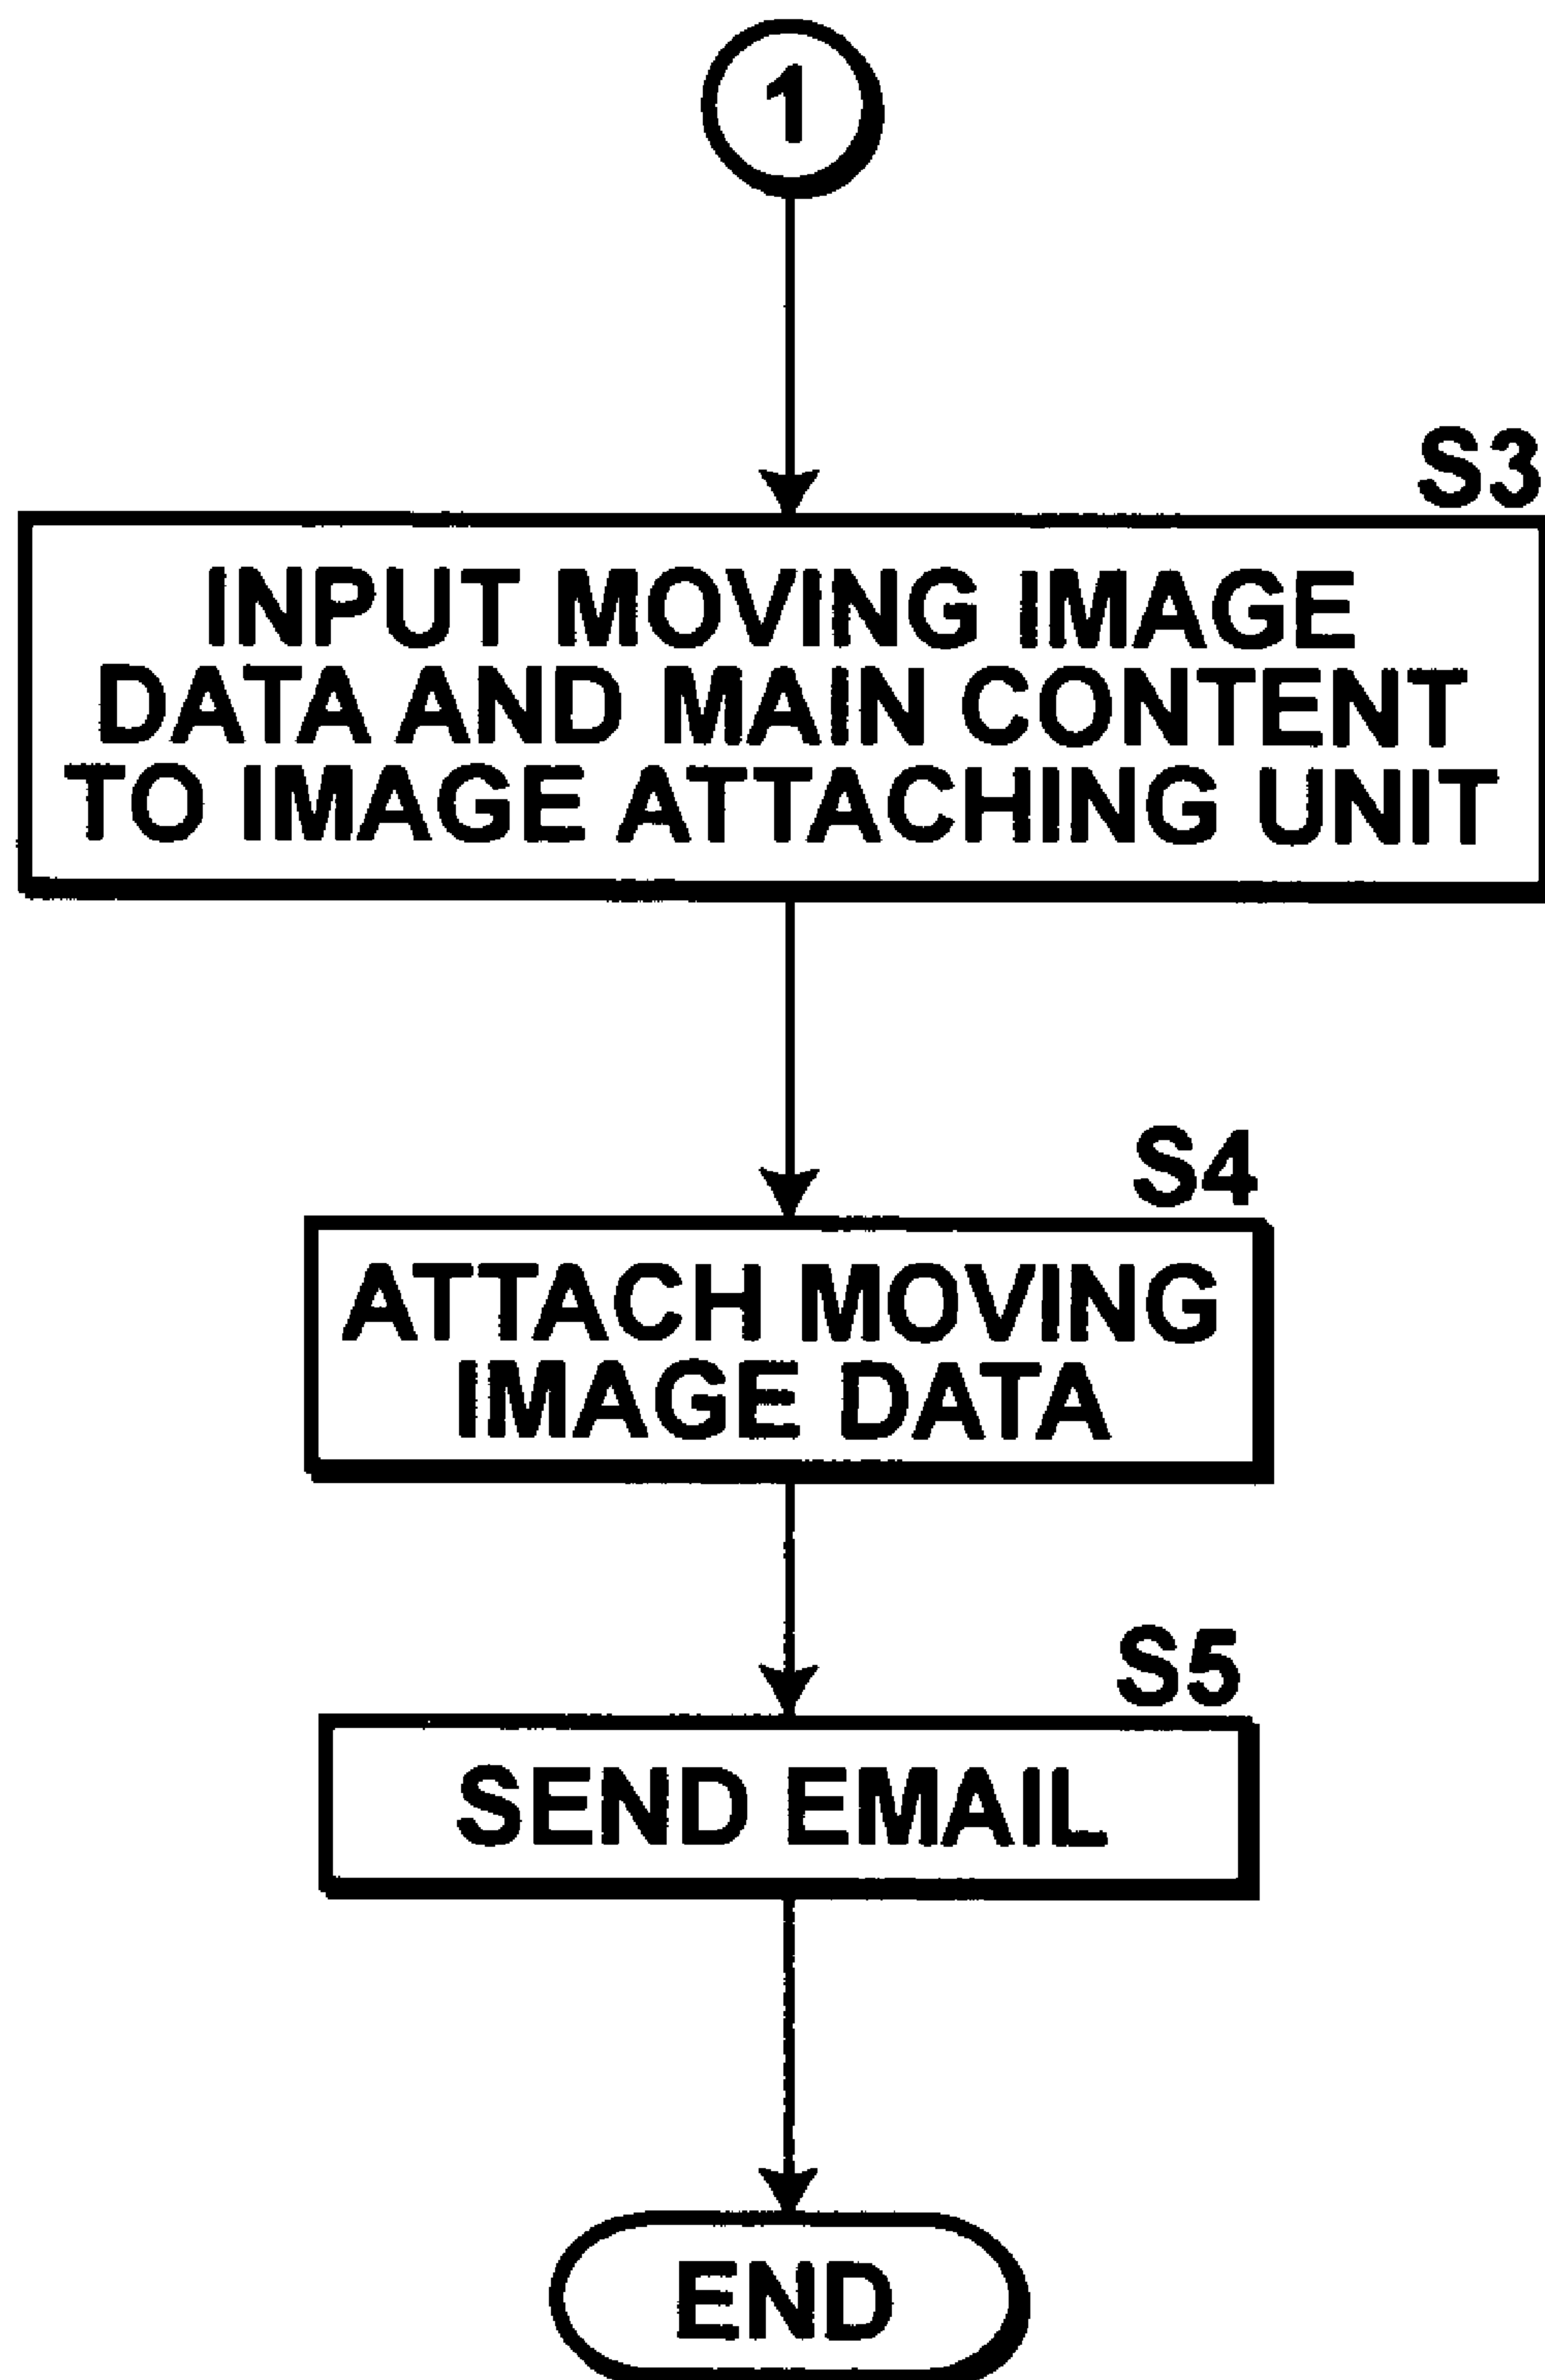 1
S3
INPUT MOVING IMAGE
DATA AND MAIN CONTENT
TO IMAGE ATTACHING UNIT
S4
ATTACH MOVING
IMAGE DATA
S5
SEND EMAIL
END